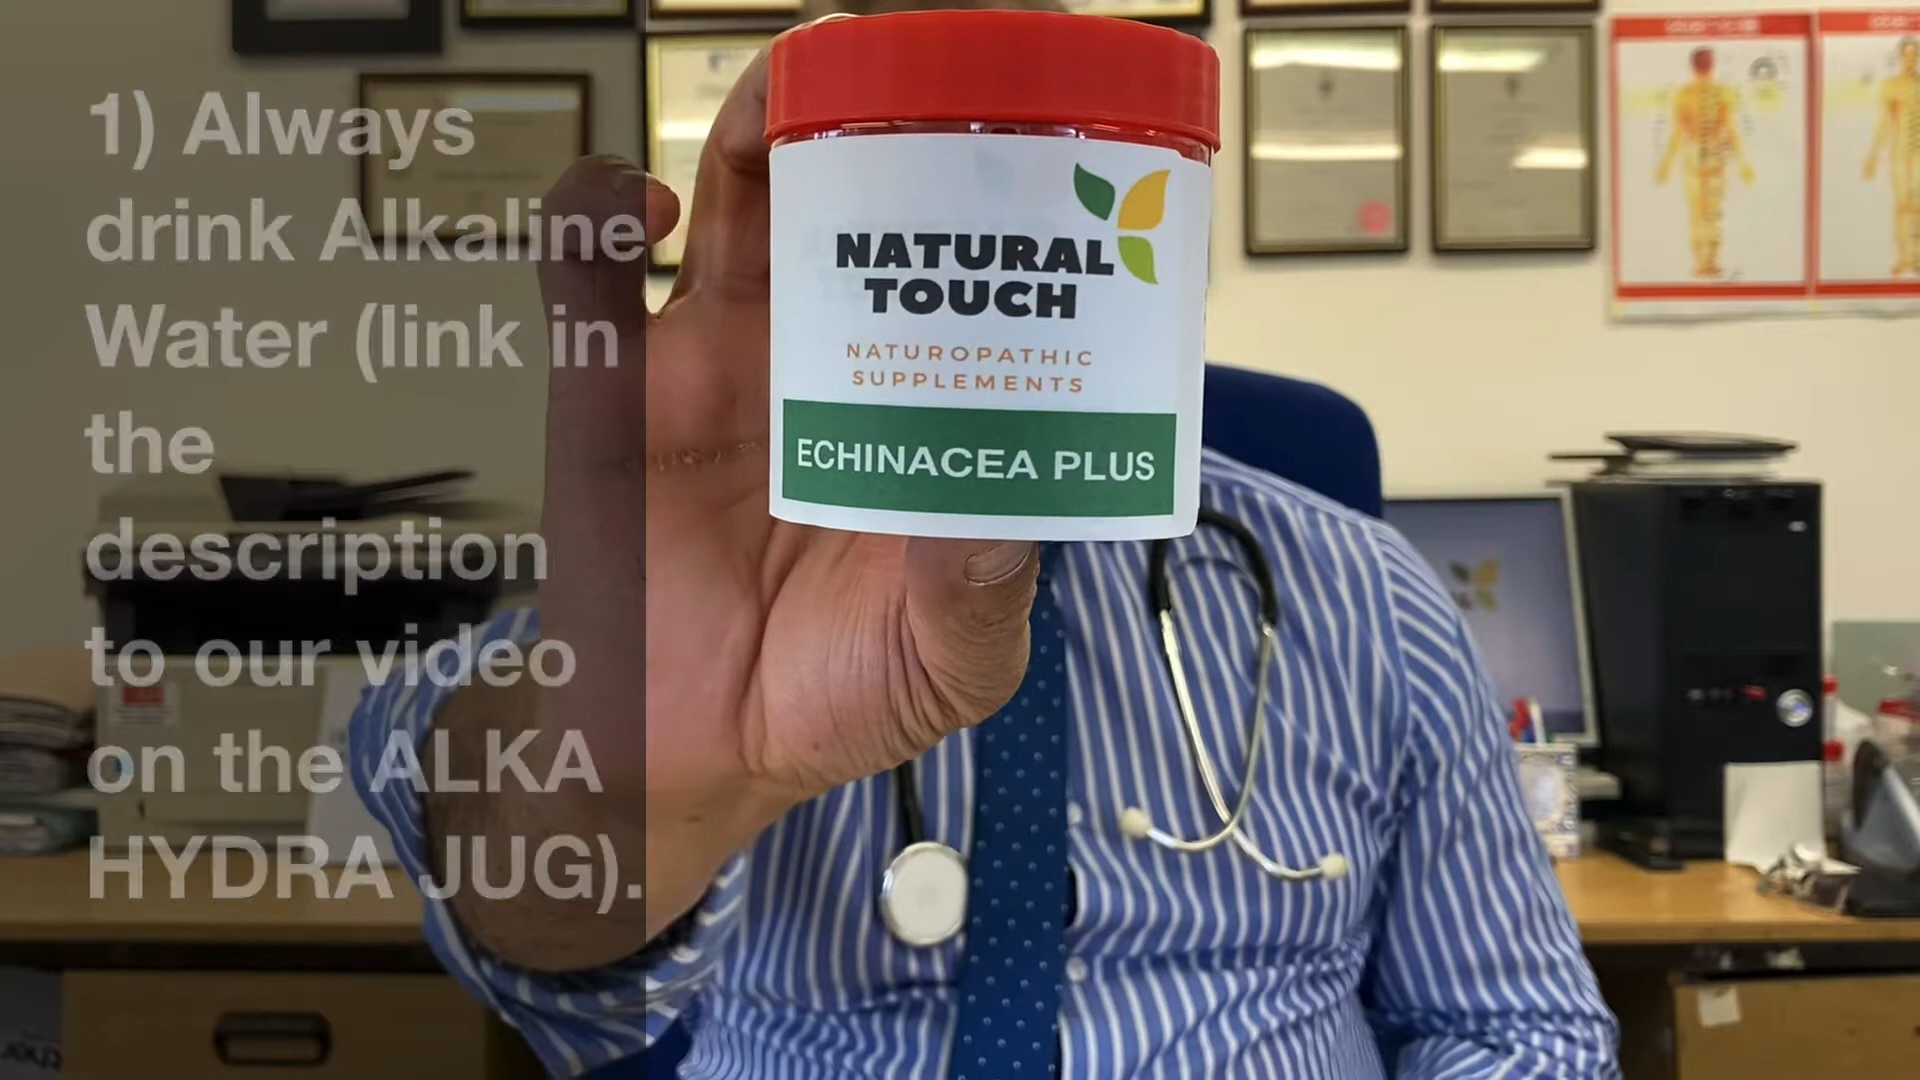 1) Always
drink Alkaline
Water (link in
the
description
to our video
on the ALKA
HYDRA JUG).
NATURAL
TOUCH
NATUROPATHIC
SUPPLEMENTS
ECHINACEA PLUS